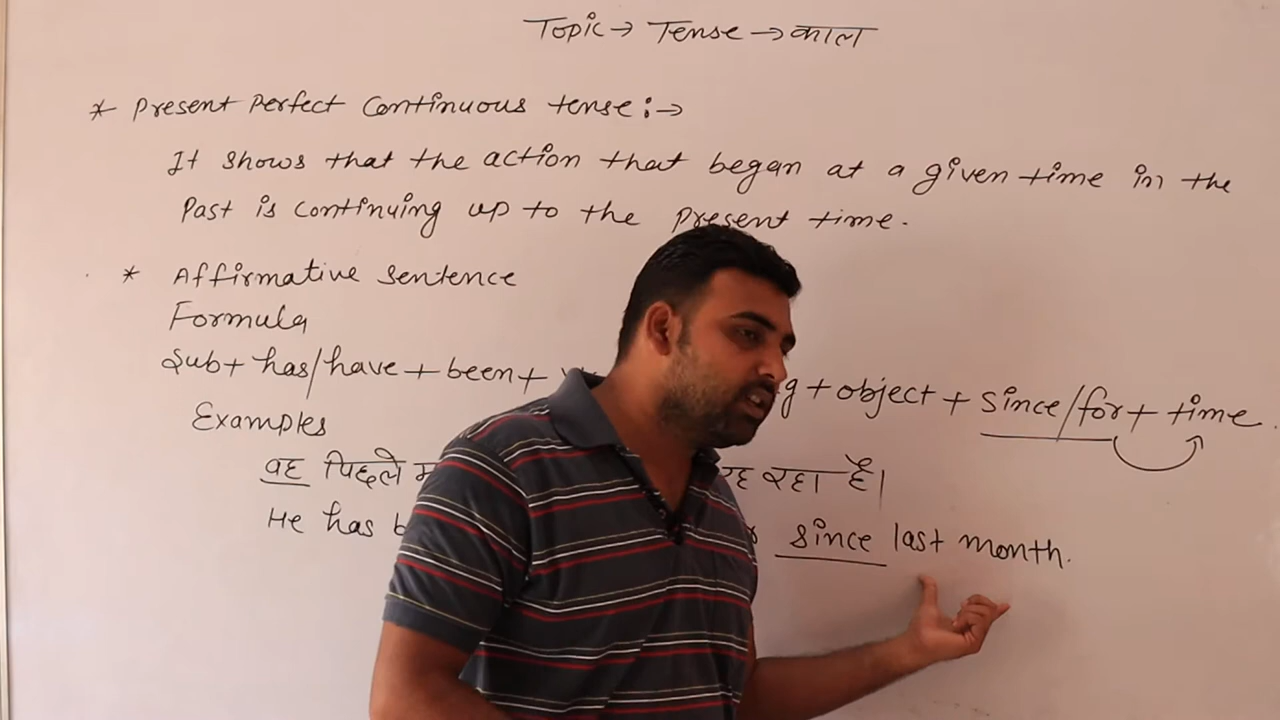 Topic → Tense → काल
* Present Perfect Continuous tense :→
It shows that the action that began at a given time in the
Past is continuing up to the present time.
* Affirmative Sentence
Formula
Sub + has/have + been + + object + since/for + time.
Examples
वह पिछले रह रहा है।
He has since last month.